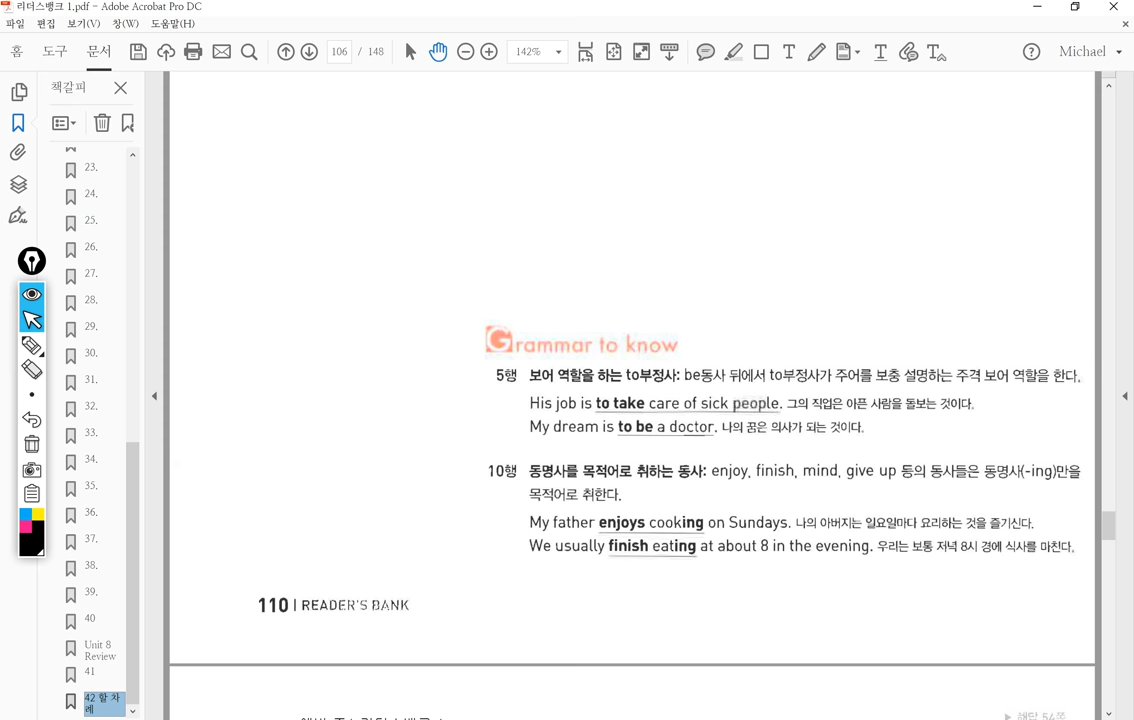 리더스뱅크 1.pdf - Adobe Acrobat Pro DC
파일 편집 보기(V) 창(W) 도움말(H)
홈 도구 문서 106 / 148 142% Michael
책갈피
23.
24.
25.
26.
27.
28.
29.
30.
31.
32.
33.
34.
35.
36.
37.
38.
39.
40
Unit 8
Review
41
42 할 차
례
Grammar to know
5행 보어 역할을 하는 to부정사: be동사 뒤에서 to부정사가 주어를 보충 설명하는 주격 보어 역할을 한다.
His job is to take care of sick people. 그의 직업은 아픈 사람을 돌보는 것이다.
My dream is to be a doctor. 나의 꿈은 의사가 되는 것이다.
10행 동명사를 목적어로 취하는 동사: enjoy, finish, mind, give up 등의 동사들은 동명사(-ing)만을
목적어로 취한다.
My father enjoys cooking on Sundays. 나의 아버지는 일요일마다 요리하는 것을 즐기신다.
We usually finish eating at about 8 in the evening. 우리는 보통 저녁 8시 경에 식사를 마친다.
110 | READER'S BANK
▶ 해답 54쪽